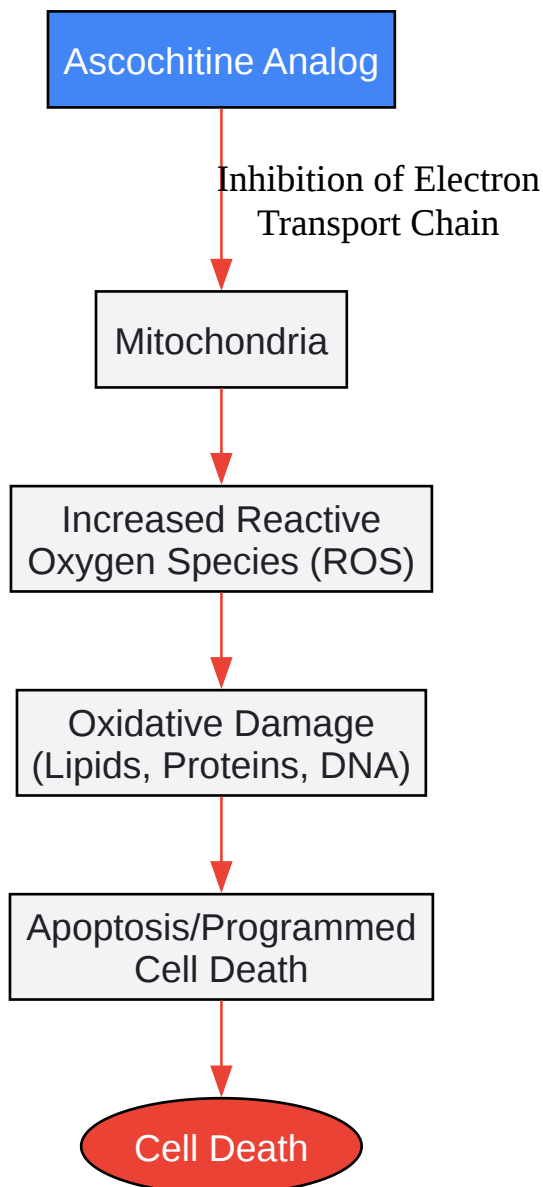 Ascochitine Analog
Inhibition of Electron
Transport Chain
Mitochondria
Increased Reactive
Oxygen Species (ROS)
Oxidative Damage
(Lipids, Proteins, DNA)
Apoptosis/Programmed
Cell Death
Cell Death